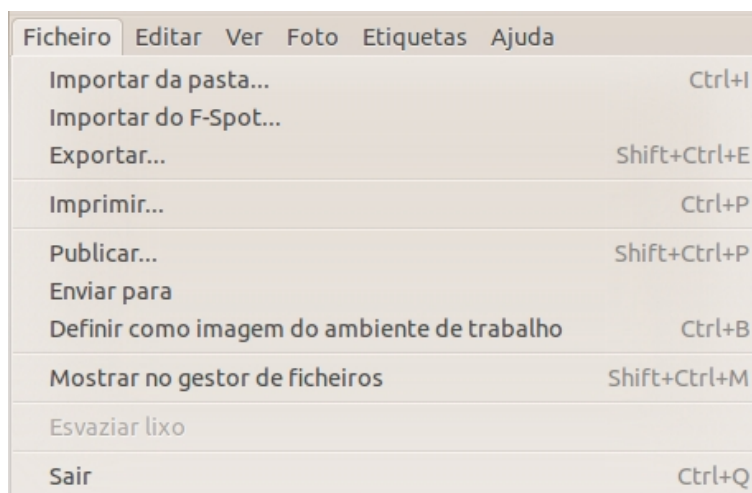 Ficheiro Editar Ver Foto Etiquetas Ajuda
Importar da pasta... Ctrl+I
Importar do F-Spot...
Exportar... Shift+Ctrl+E
Imprimir... Ctrl+P
Publicar... Shift+Ctrl+P
Enviar para
Definir como imagem do ambiente de trabalho Ctrl+B
Mostrar no gestor de ficheiros Shift+Ctrl+M
Esvaziar lixo
Sair Ctrl+Q